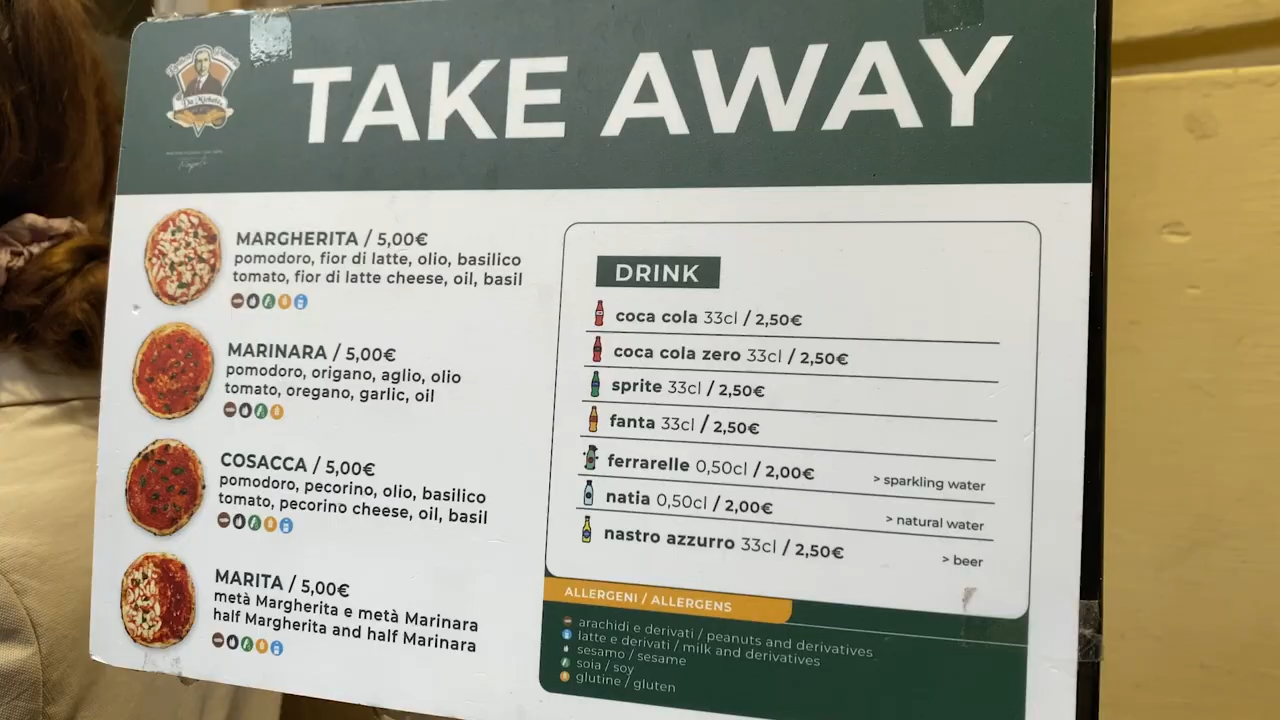 Da Michele
TAKE AWAY
MARGHERITA / 5,00€
pomodoro, fior di latte, olio, basilico
tomato, fior di latte cheese, oil, basil
MARINARA / 5,00€
pomodoro, origano, aglio, olio
tomato, oregano, garlic, oil
COSACCA / 5,00€
pomodoro, pecorino, olio, basilico
tomato, pecorino cheese, oil, basil
MARITA / 5,00€
metà Margherita e metà Marinara
half Margherita and half Marinara
DRINK
coca cola 33cl / 2,50€
coca cola zero 33cl / 2,50€
sprite 33cl / 2,50€
fanta 33cl / 2,50€
ferrarelle 0,50cl / 2,00€ > sparkling water
natia 0,50cl / 2,00€ > natural water
nastro azzurro 33cl / 2,50€ > beer
ALLERGENI / ALLERGENS
arachidi e derivati / peanuts and derivatives
latte e derivati / milk and derivatives
sesamo / sesame
soia / soy
glutine / gluten